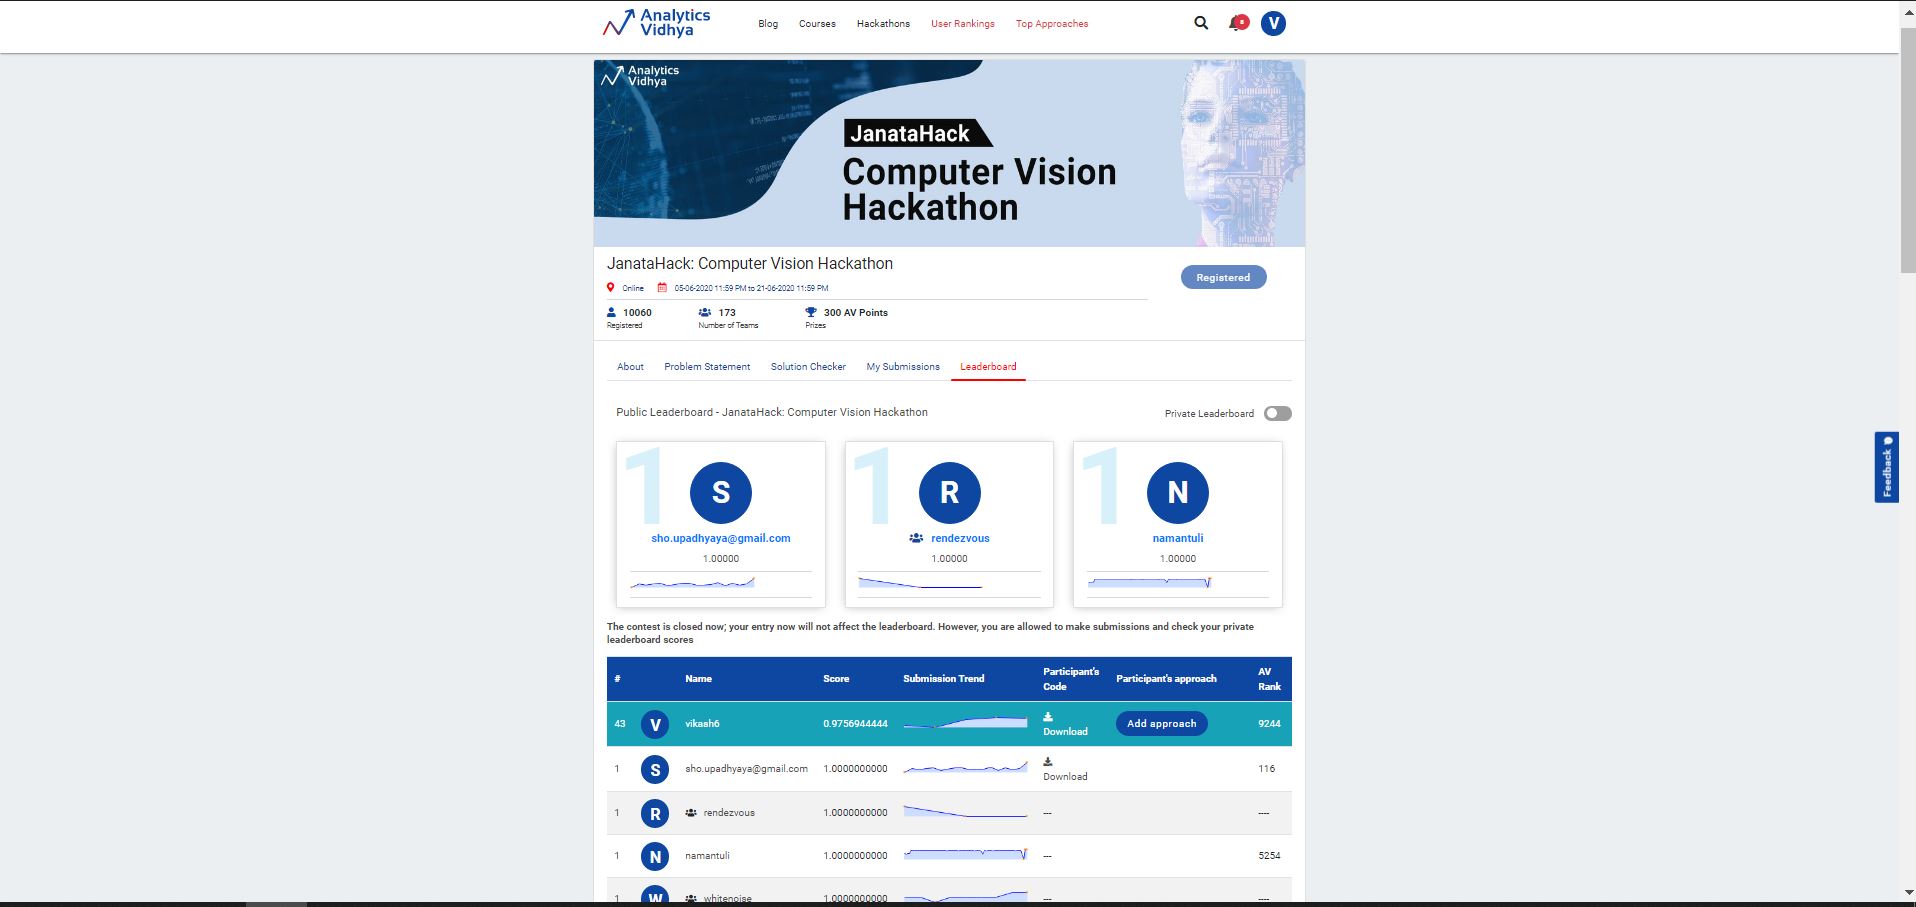 Analytics Vidhya Blog Courses Hackathons User Rankings Top Approaches 8 V
Analytics Vidhya
JanataHack
Computer Vision
Hackathon
JanataHack: Computer Vision Hackathon
Registered
Online 05-06-2020 11:59 PM to 21-06-2020 11:59 PM
10060 173 300 AV Points
Registered Number of Teams Prizes
About Problem Statement Solution Checker My Submissions Leaderboard
Public Leaderboard - JanataHack: Computer Vision Hackathon Private Leaderboard
1 S 1 R 1 N
sho.upadhyaya@gmail.com rendezvous namantuli
1.00000 1.00000 1.00000
Feedback
The contest is closed now; your entry now will not affect the leaderboard. However, you are allowed to make submissions and check your private
leaderboard scores
# Name Score Submission Trend Participant's Code Participant's approach AV Rank
43 V vikash6 0.9756944444 Download Add approach 9244
1 S sho.upadhyaya@gmail.com 1.0000000000 Download 116
1 R rendezvous 1.0000000000 --- ----
1 N namantuli 1.0000000000 --- 5254
1 W whitenoise 1.0000000000 --- ----